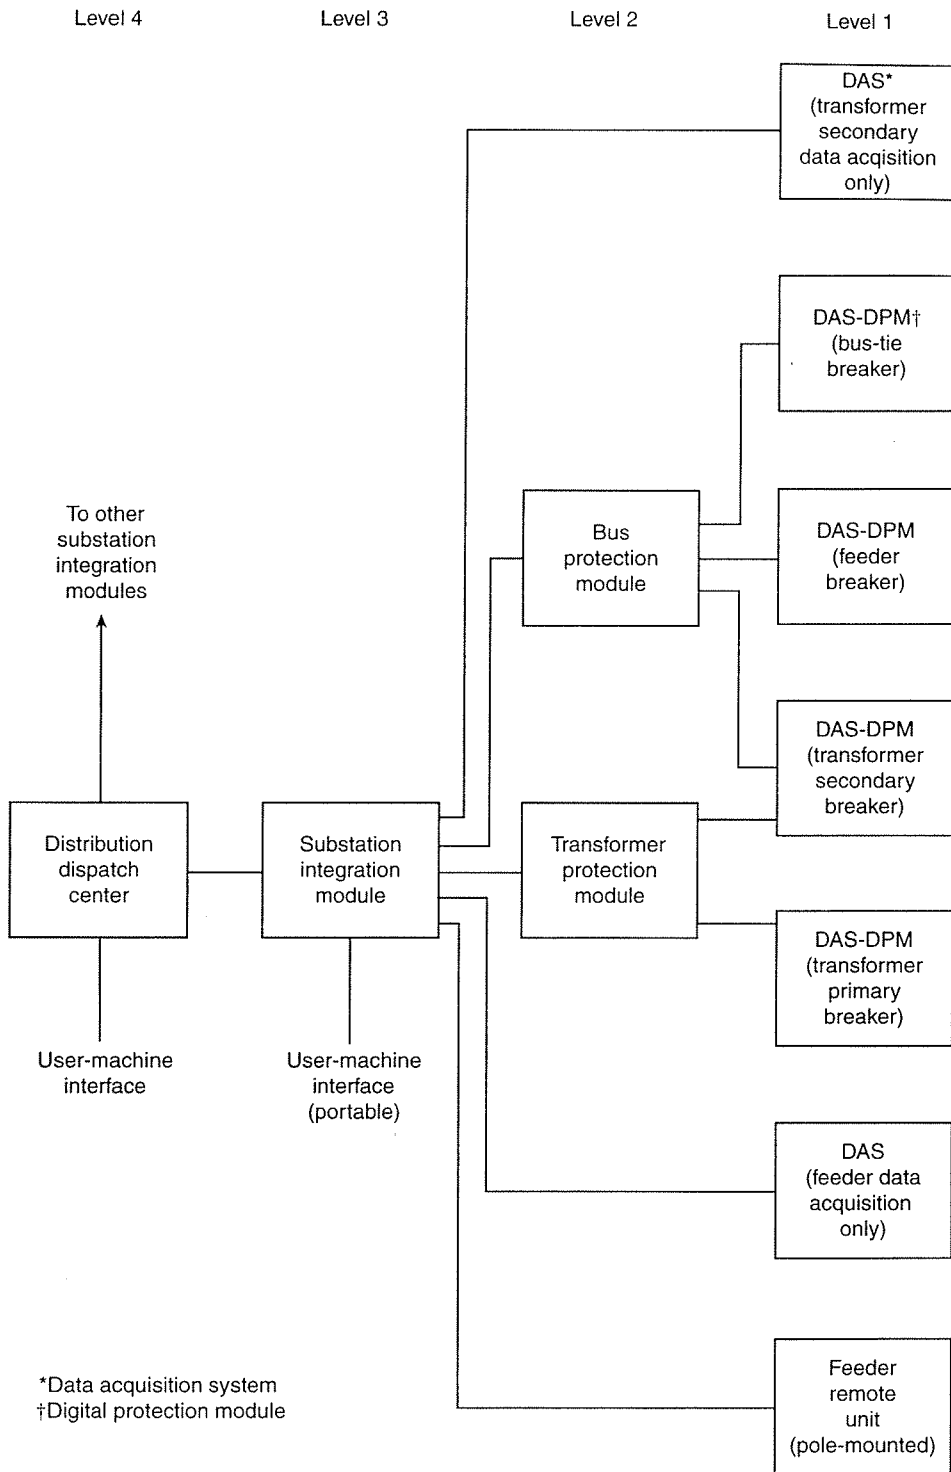 Level 4
Level 3
Level 2
Level 1
DAS*
(transformer
secondary
data acqisition
only)
DAS-DPM†
(bus-tie
breaker)
To other
substation
integration
modules
Bus
protection
module
DAS-DPM
(feeder
breaker)
DAS-DPM
(transformer
secondary
breaker)
Distribution
dispatch
center
Substation
integration
module
Transformer
protection
module
DAS-DPM
(transformer
primary
breaker)
User-machine
interface
User-machine
interface
(portable)
DAS
(feeder data
acquisition
only)
Feeder
remote
unit
(pole-mounted)
*Data acquisition system
†Digital protection module